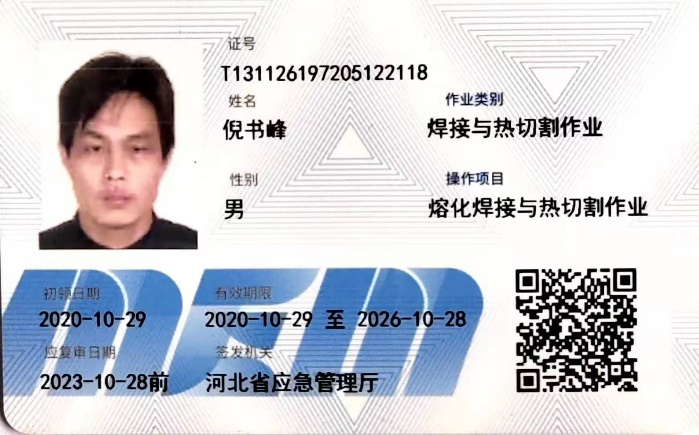 证号
T131126197205122118
姓名
作业类别
倪书峰
焊接与热切割作业
性别
操作项目
男
熔化焊接与热切割作业
初领日期
有效期限
2020-10-29
2020-10-29 至 2026-10-28
应复审日期
签发机关
2023-10-28前
河北省应急管理厅